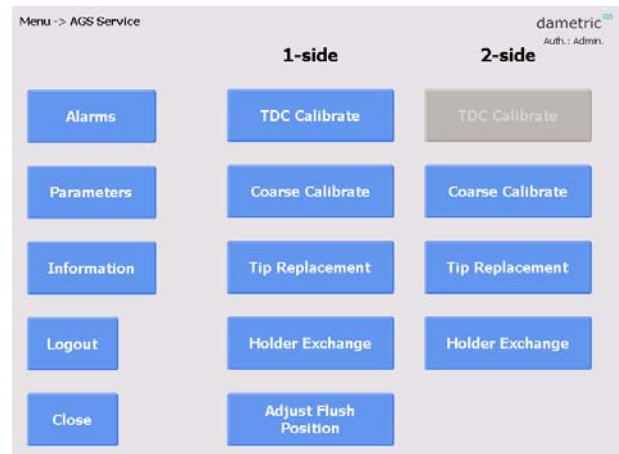 Menu -> AGS Service
dametric
Auth.: Admin.
1-side
2-side
Alarms
TDC Calibrate
TDC Calibrate
Parameters
Coarse Calibrate
Coarse Calibrate
Information
Tip Replacement
Tip Replacement
Logout
Holder Exchange
Holder Exchange
Close
Adjust Flush
Position